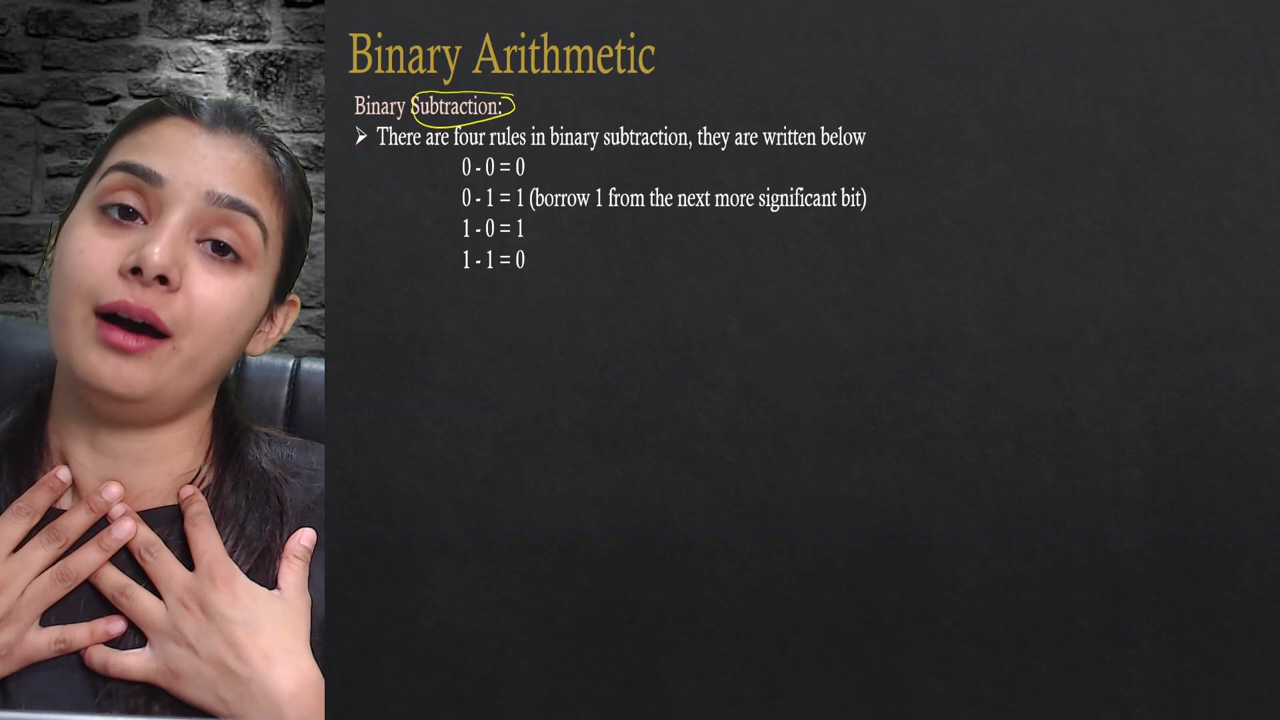 Binary Arithmetic
Binary Subtraction:
There are four rules in binary subtraction, they are written below
0 - 0 = 0
0 - 1 = 1 (borrow 1 from the next more significant bit)
1 - 0 = 1
1 - 1 = 0